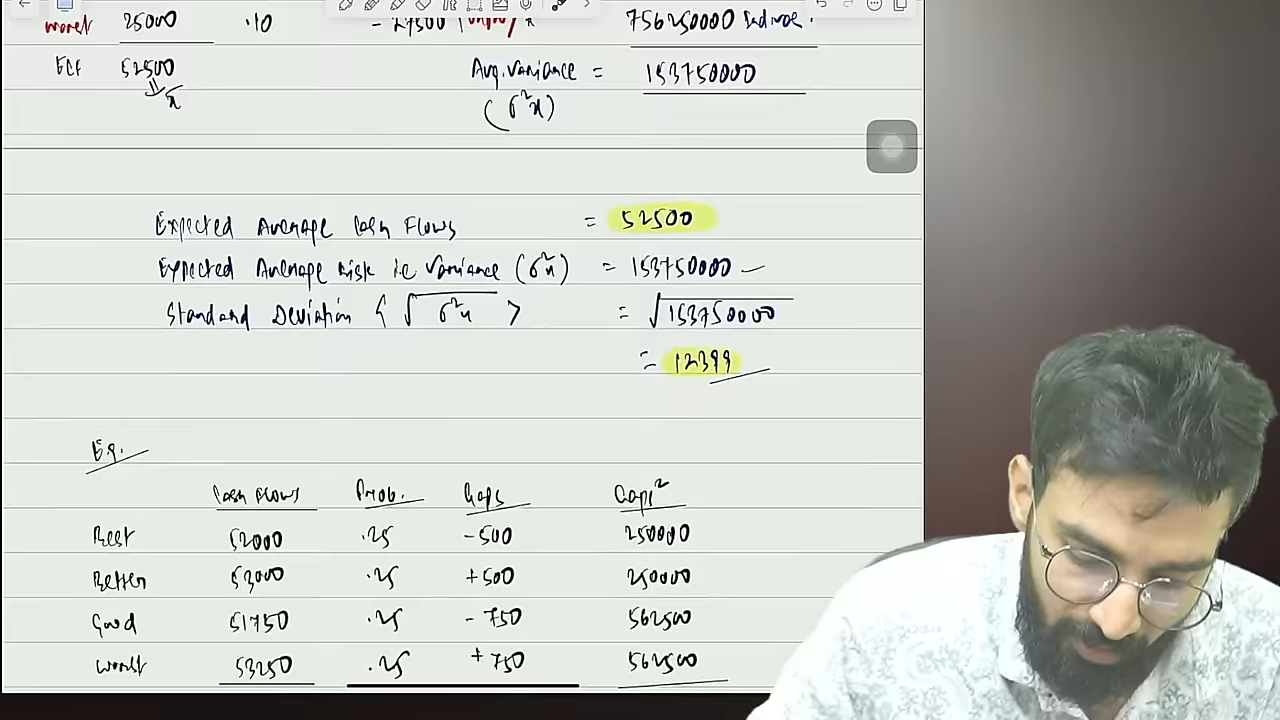 worst 25000 .10 - 27500 756250000
ECF 52500 Avg. Variance = 153750000
x̄ (σ²x)
Expected Average Cash Flows = 52500
Expected Average Risk i.e Variance (σ²x) = 153750000
Standard Deviation { √σ²x } = √153750000
= 12399
Eg.
Cash Flows Prob. Gaps Gaps²
Best 52000 .25 - 500 250000
Better 53000 .25 + 500 250000
Good 51750 .25 - 750 562500
worst 53250 .25 + 750 562500